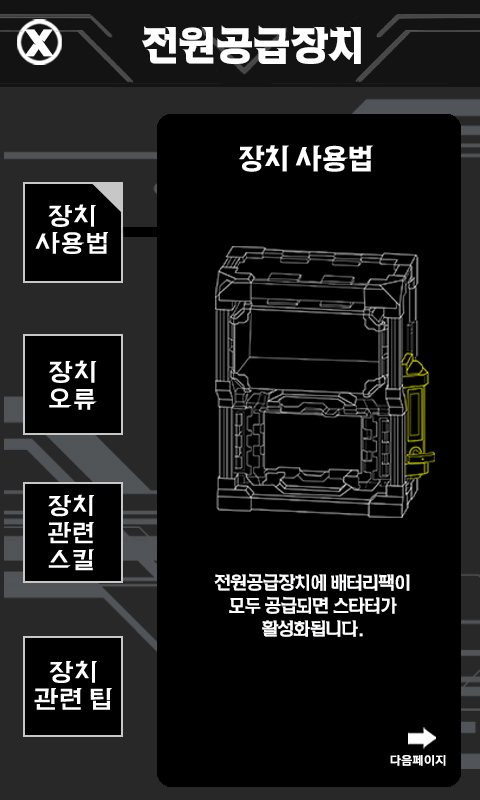 X
전원공급장치
장치 사용법
장치
사용법
장치
오류
장치
관련
스킬
장치
관련 팁
전원공급장치에 배터리팩이
모두 공급되면 스타터가
활성화됩니다.
다음페이지